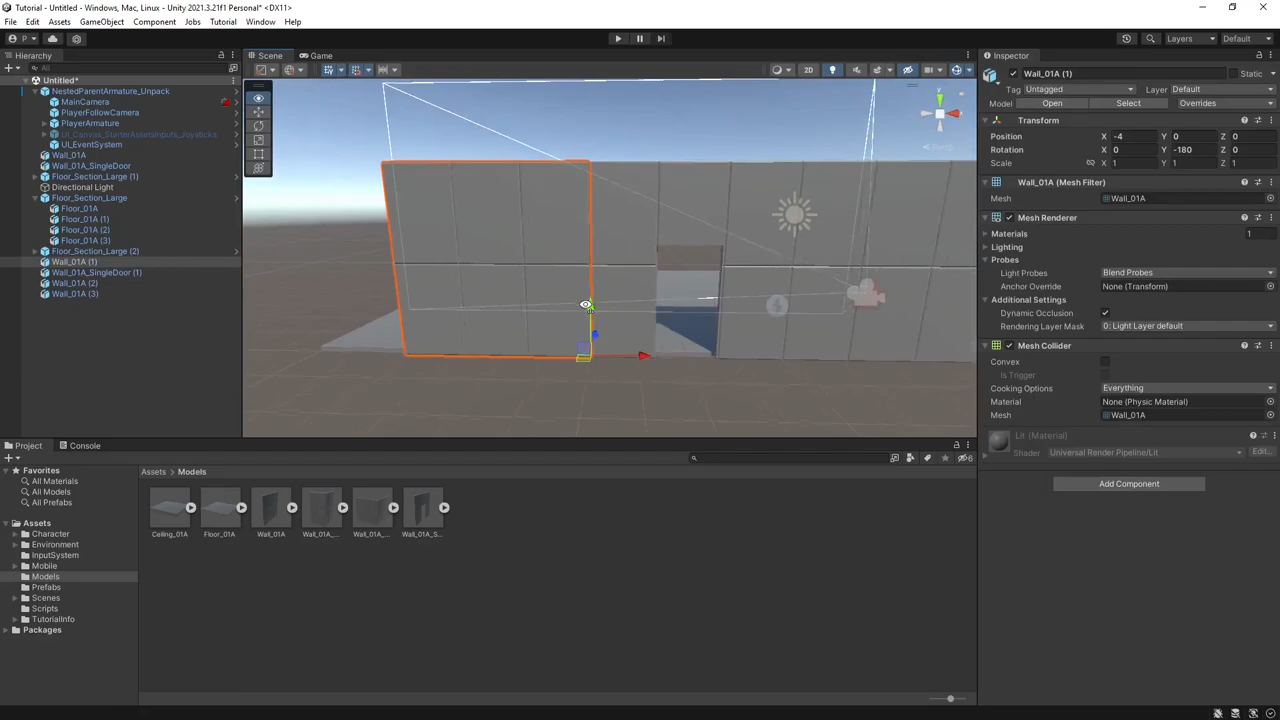 Tutorial - Untitled - Windows, Mac, Linux - Unity 2021.3.21f1 Personal* <DX11>
File Edit Assets GameObject Component Jobs Tutorial Window Help
P Layers Default
Hierarchy
All
Untitled*
NestedParentArmature_Unpack
MainCamera
PlayerFollowCamera
PlayerArmature
UI_Canvas_StarterAssetsInputs_Joysticks
UI_EventSystem
Wall_01A
Wall_01A_SingleDoor
Floor_Section_Large (1)
Directional Light
Floor_Section_Large
Floor_01A
Floor_01A (1)
Floor_01A (2)
Floor_01A (3)
Floor_Section_Large (2)
Wall_01A (1)
Wall_01A_SingleDoor (1)
Wall_01A (2)
Wall_01A (3)
Scene Game
2D
Persp
Inspector
Wall_01A (1) Static
Tag Untagged Layer Default
Model Open Select Overrides
Transform
Position X -4 Y 0 Z 0
Rotation X 0 Y -180 Z 0
Scale X 1 Y 1 Z 1
Wall_01A (Mesh Filter)
Mesh Wall_01A
Mesh Renderer
Materials 1
Lighting
Probes
Light Probes Blend Probes
Anchor Override None (Transform)
Additional Settings
Dynamic Occlusion
Rendering Layer Mask 0: Light Layer default
Mesh Collider
Convex
Is Trigger
Cooking Options Everything
Material None (Physic Material)
Mesh Wall_01A
Lit (Material)
Shader Universal Render Pipeline/Lit Edit...
Add Component
Project Console
6
Favorites
All Materials
All Models
All Prefabs
Assets
Character
Environment
InputSystem
Mobile
Models
Prefabs
Scenes
Scripts
TutorialInfo
Packages
Assets > Models
Ceiling_01A Floor_01A Wall_01A Wall_01A_... Wall_01A_... Wall_01A_S...